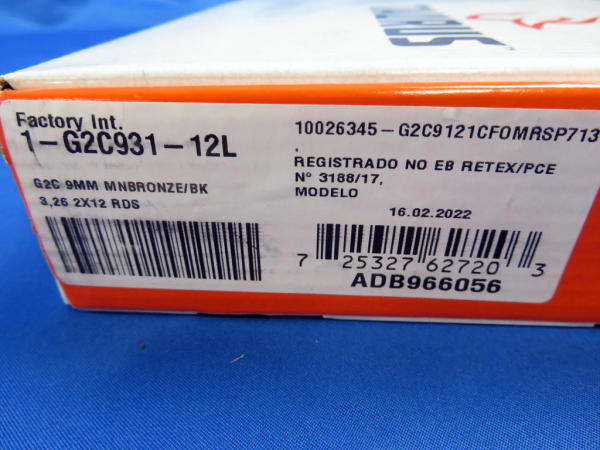 Factory Int.
1-G2C931-12L
G2C 9MM MNBRONZE/BK
3,26 2X12 RDS
10026345-G2C9121CFOMRSP713
.
REGISTRADO NO EB RETEX/PCE
Nº 3188/17,
MODELO
16.02.2022
7 25327 62720 3
ADB966056